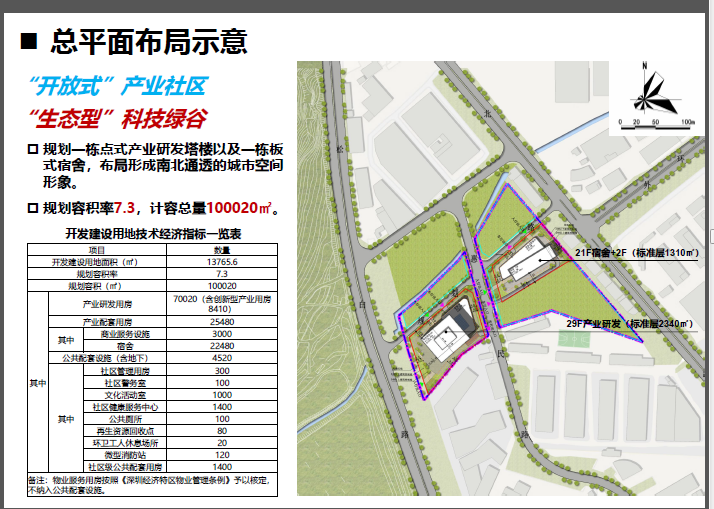 ■ 总平面布局示意
“开放式”产业社区
“生态型”科技绿谷
规划一栋点式产业研发塔楼以及一栋板
式宿舍，布局形成南北通透的城市空间
形象。
规划容积率7.3，计容总量100020㎡。
开发建设用地技术经济指标一览表
项目 数量
开发建设用地面积（㎡） 13765.6
规划容积率 7.3
规划容积（㎡） 100020
其中
产业研发用房 70020（含创新型产业用房
8410）
产业配套用房 25480
其中
商业服务设施 3000
宿舍 22480
公共配套设施（含地下） 4520
其中
社区管理用房 300
社区警务室 100
文化活动室 1000
社区健康服务中心 1400
公共厕所 100
再生资源回收点 80
环卫工人休息场所 20
微型消防站 120
社区级公共配套用房 1400
备注：物业服务用房按照《深圳经济特区物业管理条例》予以核定，
不纳入公共配套设施。
N
0 20 50 100m
北
环
外
松
白
路
路
惠
民
路
规
划
21F宿舍+2F（标准层1310㎡）
29F产业研发（标准层2340㎡）